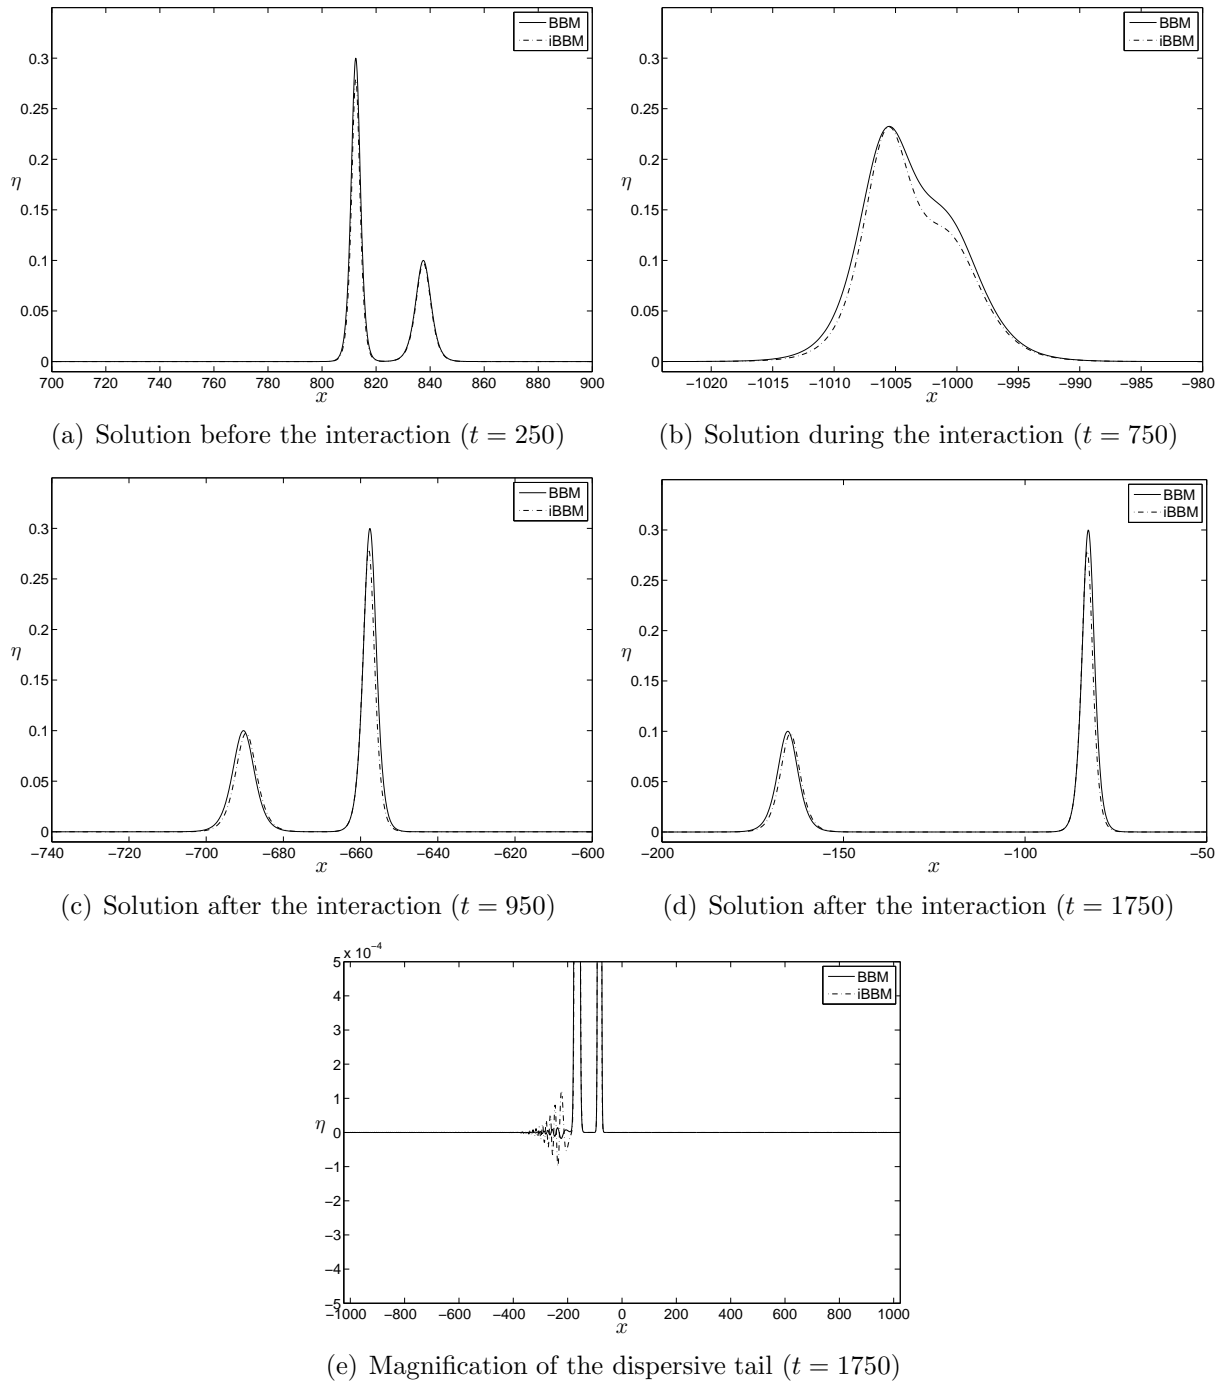 BBM
iBBM
0.3
0.25
0.2
η
0.15
0.1
0.05
0
700 720 740 760 780 800 820 840 860 880 900
x
(a) Solution before the interaction (t = 250)
BBM
iBBM
0.3
0.25
0.2
η
0.15
0.1
0.05
0
−1020 −1015 −1010 −1005 −1000 −995 −990 −985 −980
x
(b) Solution during the interaction (t = 750)
BBM
iBBM
0.3
0.25
0.2
η
0.15
0.1
0.05
0
−740 −720 −700 −680 −660 −640 −620 −600
x
(c) Solution after the interaction (t = 950)
BBM
iBBM
0.3
0.25
0.2
η
0.15
0.1
0.05
0
−200 −150 −100 −50
x
(d) Solution after the interaction (t = 1750)
x 10⁻⁴
BBM
iBBM
5
4
3
2
1
η
0
−1
−2
−3
−4
−5
−1000 −800 −600 −400 −200 0 200 400 600 800 1000
x
(e) Magnification of the dispersive tail (t = 1750)